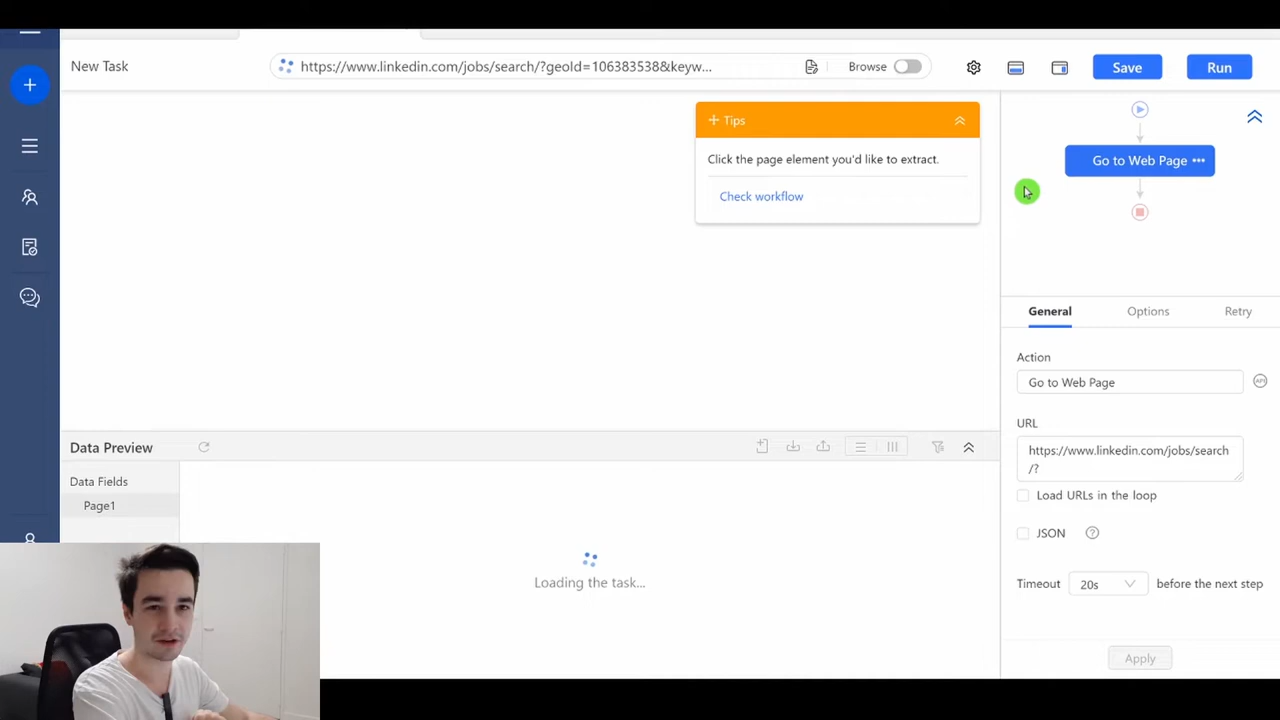 New Task
https://www.linkedin.com/jobs/search/?geoId=106383538&keyw...
Browse
Save
Run
+ Tips
Click the page element you'd like to extract.
Check workflow
Go to Web Page •••
General
Options
Retry
Action
Go to Web Page
API
URL
https://www.linkedin.com/jobs/search
/?
Load URLs in the loop
JSON
?
Timeout
20s
before the next step
Apply
Data Preview
Data Fields
Page1
Loading the task...